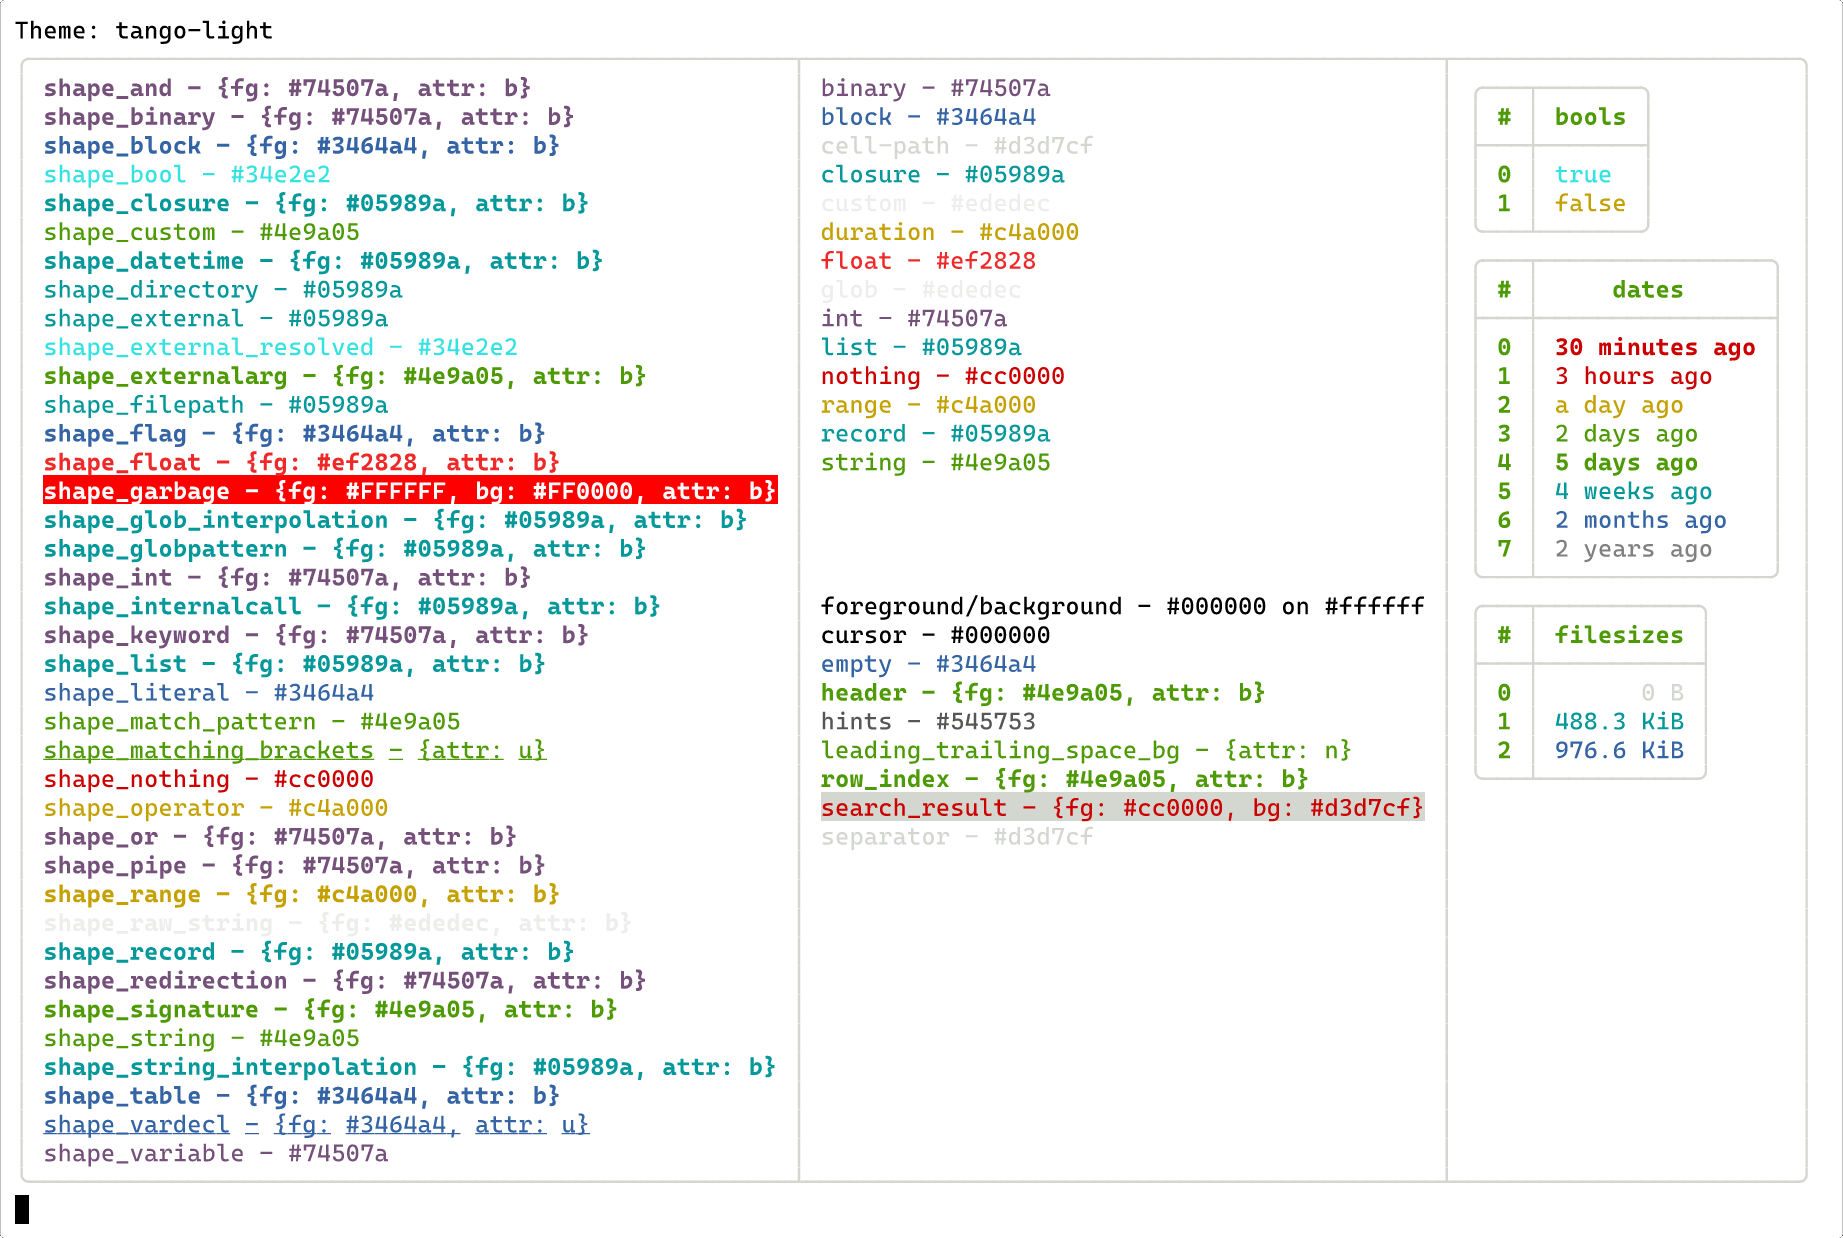 Theme: tango-light
shape_and - {fg: #74507a, attr: b}
shape_binary - {fg: #74507a, attr: b}
shape_block - {fg: #3464a4, attr: b}
shape_bool - #34e2e2
shape_closure - {fg: #05989a, attr: b}
shape_custom - #4e9a05
shape_datetime - {fg: #05989a, attr: b}
shape_directory - #05989a
shape_external - #05989a
shape_external_resolved - #34e2e2
shape_externalarg - {fg: #4e9a05, attr: b}
shape_filepath - #05989a
shape_flag - {fg: #3464a4, attr: b}
shape_float - {fg: #ef2828, attr: b}
shape_garbage - {fg: #FFFFFF, bg: #FF0000, attr: b}
shape_glob_interpolation - {fg: #05989a, attr: b}
shape_globpattern - {fg: #05989a, attr: b}
shape_int - {fg: #74507a, attr: b}
shape_internalcall - {fg: #05989a, attr: b}
shape_keyword - {fg: #74507a, attr: b}
shape_list - {fg: #05989a, attr: b}
shape_literal - #3464a4
shape_match_pattern - #4e9a05
shape_matching_brackets - {attr: u}
shape_nothing - #cc0000
shape_operator - #c4a000
shape_or - {fg: #74507a, attr: b}
shape_pipe - {fg: #74507a, attr: b}
shape_range - {fg: #c4a000, attr: b}
shape_raw_string - {fg: #ededec, attr: b}
shape_record - {fg: #05989a, attr: b}
shape_redirection - {fg: #74507a, attr: b}
shape_signature - {fg: #4e9a05, attr: b}
shape_string - #4e9a05
shape_string_interpolation - {fg: #05989a, attr: b}
shape_table - {fg: #3464a4, attr: b}
shape_vardecl - {fg: #3464a4, attr: u}
shape_variable - #74507a
binary - #74507a
block - #3464a4
cell-path - #d3d7cf
closure - #05989a
custom - #ededec
duration - #c4a000
float - #ef2828
glob - #ededec
int - #74507a
list - #05989a
nothing - #cc0000
range - #c4a000
record - #05989a
string - #4e9a05
foreground/background - #000000 on #ffffff
cursor - #000000
empty - #3464a4
header - {fg: #4e9a05, attr: b}
hints - #545753
leading_trailing_space_bg - {attr: n}
row_index - {fg: #4e9a05, attr: b}
search_result - {fg: #cc0000, bg: #d3d7cf}
separator - #d3d7cf
# bools
0 true
1 false
# dates
0 30 minutes ago
1 3 hours ago
2 a day ago
3 2 days ago
4 5 days ago
5 4 weeks ago
6 2 months ago
7 2 years ago
# filesizes
0 0 B
1 488.3 KiB
2 976.6 KiB